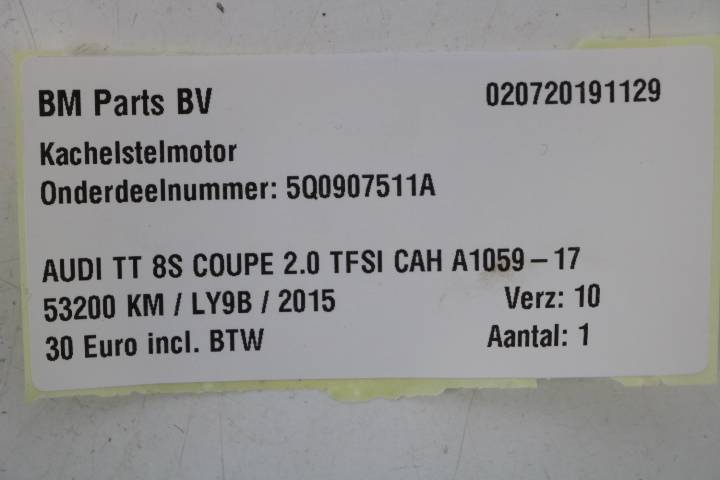 BM Parts BV 020720191129
Kachelstelmotor
Onderdeelnummer: 5Q0907511A
AUDI TT 8S COUPE 2.0 TFSI CAH A1059-17
53200 KM / LY9B / 2015 Verz: 10
30 Euro incl. BTW Aantal: 1